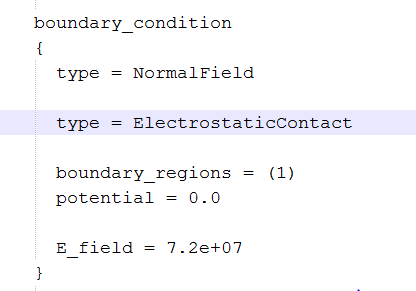 boundary_condition
{
type = NormalField
type = ElectrostaticContact
boundary_regions = (1)
potential = 0.0
E_field = 7.2e+07
}